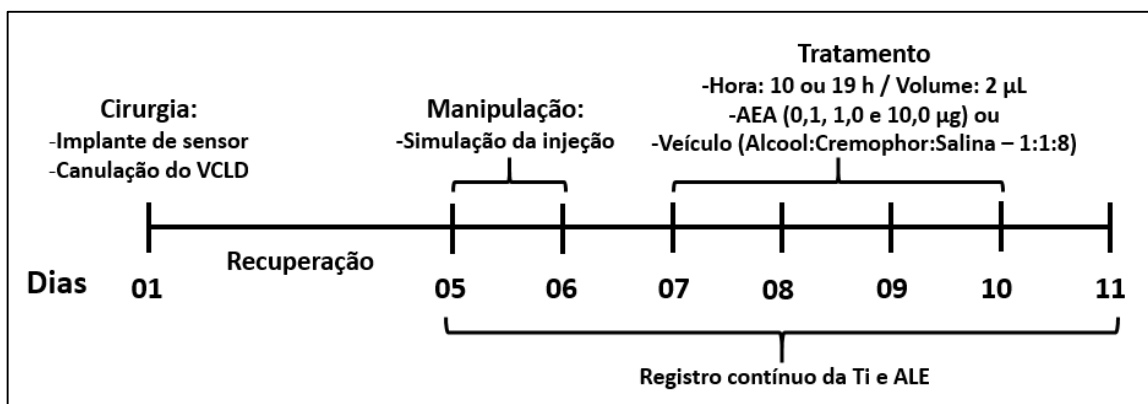 Cirurgia:
-Implante de sensor
-Canulação do VCLD
Manipulação:
-Simulação da injeção
Tratamento
-Hora: 10 ou 19 h / Volume: 2 µL
-AEA (0,1, 1,0 e 10,0 µg) ou
-Veículo (Alcool:Cremophor:Salina – 1:1:8)
Recuperação
Dias 01 05 06 07 08 09 10 11
Registro contínuo da Ti e ALE